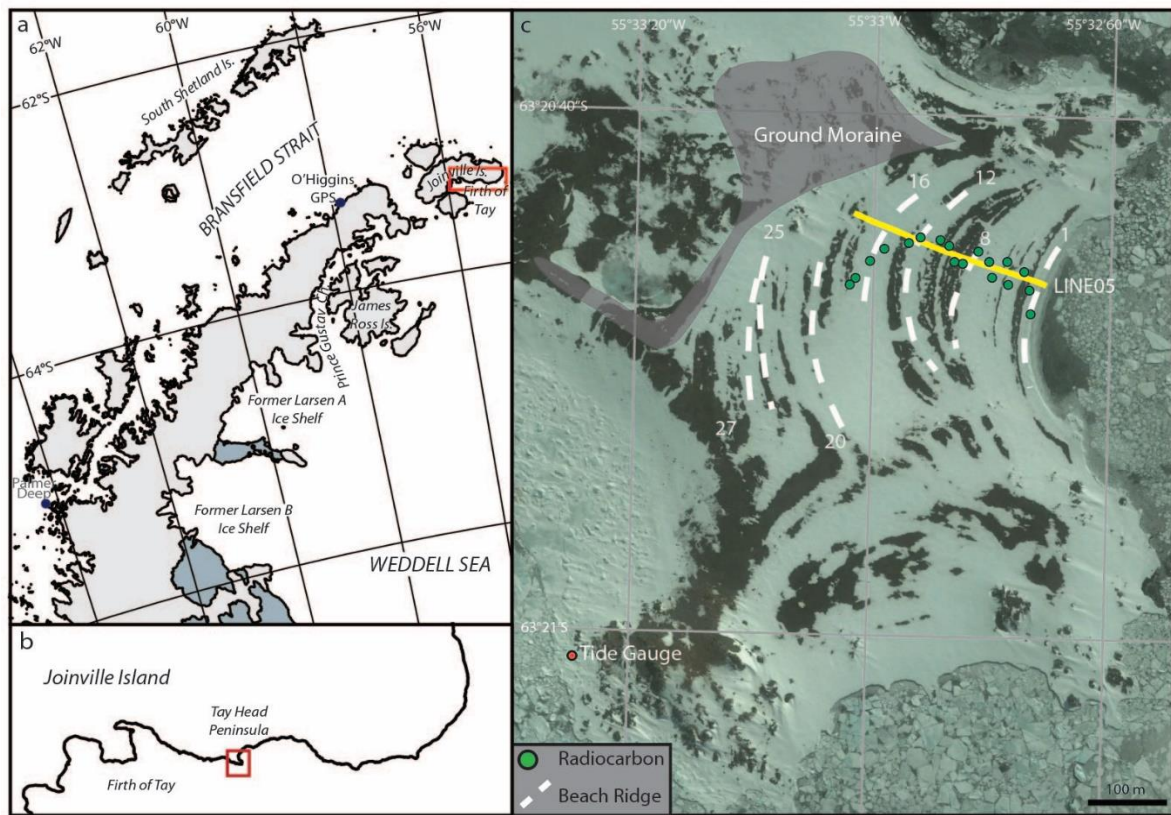 a
62°W
60°W
56°W
62°S
South Shetland Is.
BRANSFIELD STRAIT
O'Higgins
GPS
Joinville Is.
Firth of
Tay
Prince Gustav Ch.
James
Ross Is.
64°S
Former Larsen A
Ice Shelf
Palmer
Deep
Former Larsen B
Ice Shelf
WEDDELL SEA
b
Joinville Island
Tay Head
Peninsula
Firth of Tay
c
55°33'20"W
55°33'W
55°32'60"W
63°20'40"S
Ground Moraine
16
12
25
8
1
LINE05
27
20
63°21'S
Tide Gauge
Radiocarbon
Beach Ridge
100 m